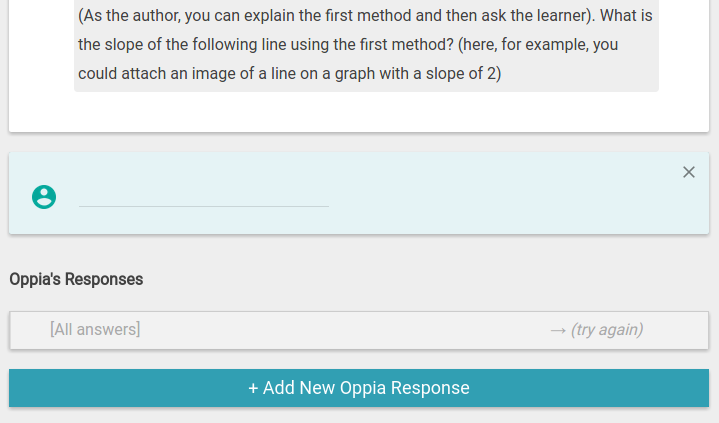 (As the author, you can explain the first method and then ask the learner). What is
the slope of the following line using the first method? (here, for example, you
could attach an image of a line on a graph with a slope of 2)
Oppia's Responses
[All answers] → (try again)
+ Add New Oppia Response